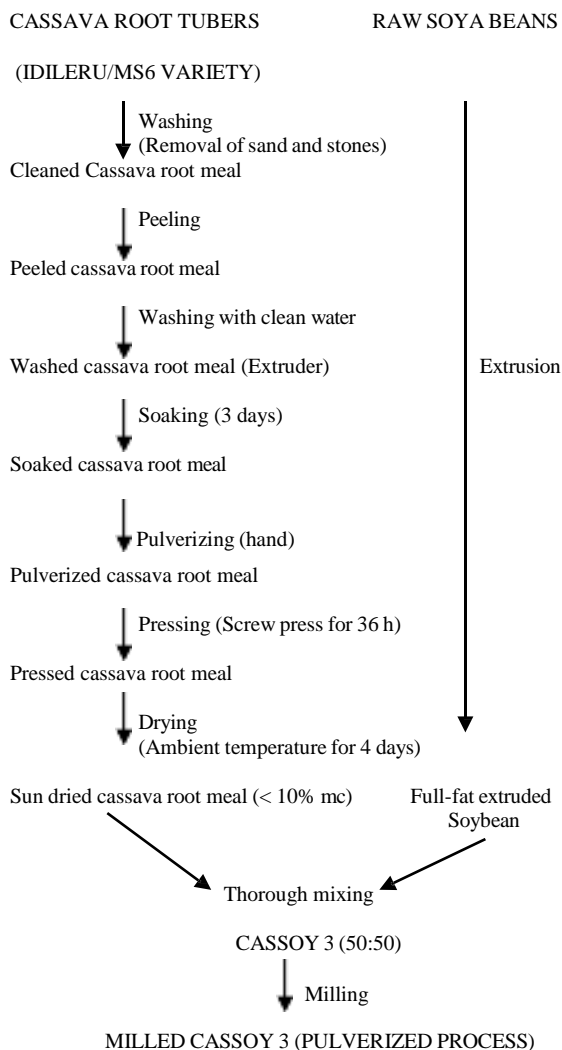 CASSAVA ROOT TUBERS
RAW SOYA BEANS
(IDILERU/MS6 VARIETY)
Washing
(Removal of sand and stones)
Cleaned Cassava root meal
Peeling
Peeled cassava root meal
Washing with clean water
Washed cassava root meal (Extruder)
Extrusion
Soaking (3 days)
Soaked cassava root meal
Pulverizing (hand)
Pulverized cassava root meal
Pressing (Screw press for 36 h)
Pressed cassava root meal
Drying
(Ambient temperature for 4 days)
Sun dried cassava root meal (< 10% mc)
Full-fat extruded
Soybean
Thorough mixing
CASSOY 3 (50:50)
Milling
MILLED CASSOY 3 (PULVERIZED PROCESS)